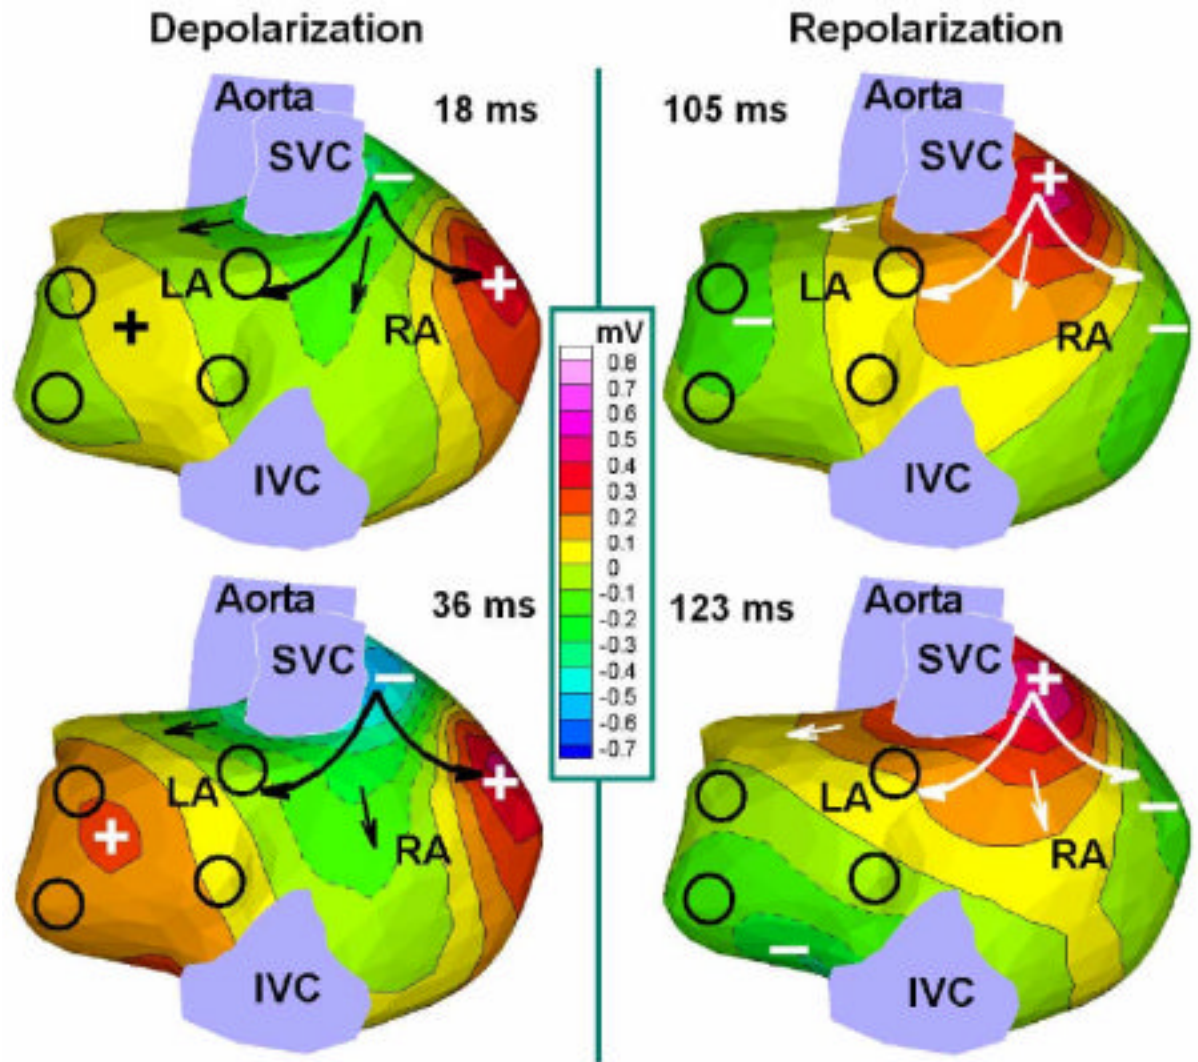 Depolarization
Repolarization
Aorta
18 ms
SVC
−
LA
+
+
RA
IVC
105 ms
Aorta
SVC
+
LA
−
−
RA
IVC
mV
0.8
0.7
0.6
0.5
0.4
0.3
0.2
0.1
0
-0.1
-0.2
-0.3
-0.4
-0.5
-0.6
-0.7
Aorta
36 ms
SVC
−
LA
+
+
RA
IVC
123 ms
Aorta
SVC
+
LA
−
−
RA
IVC